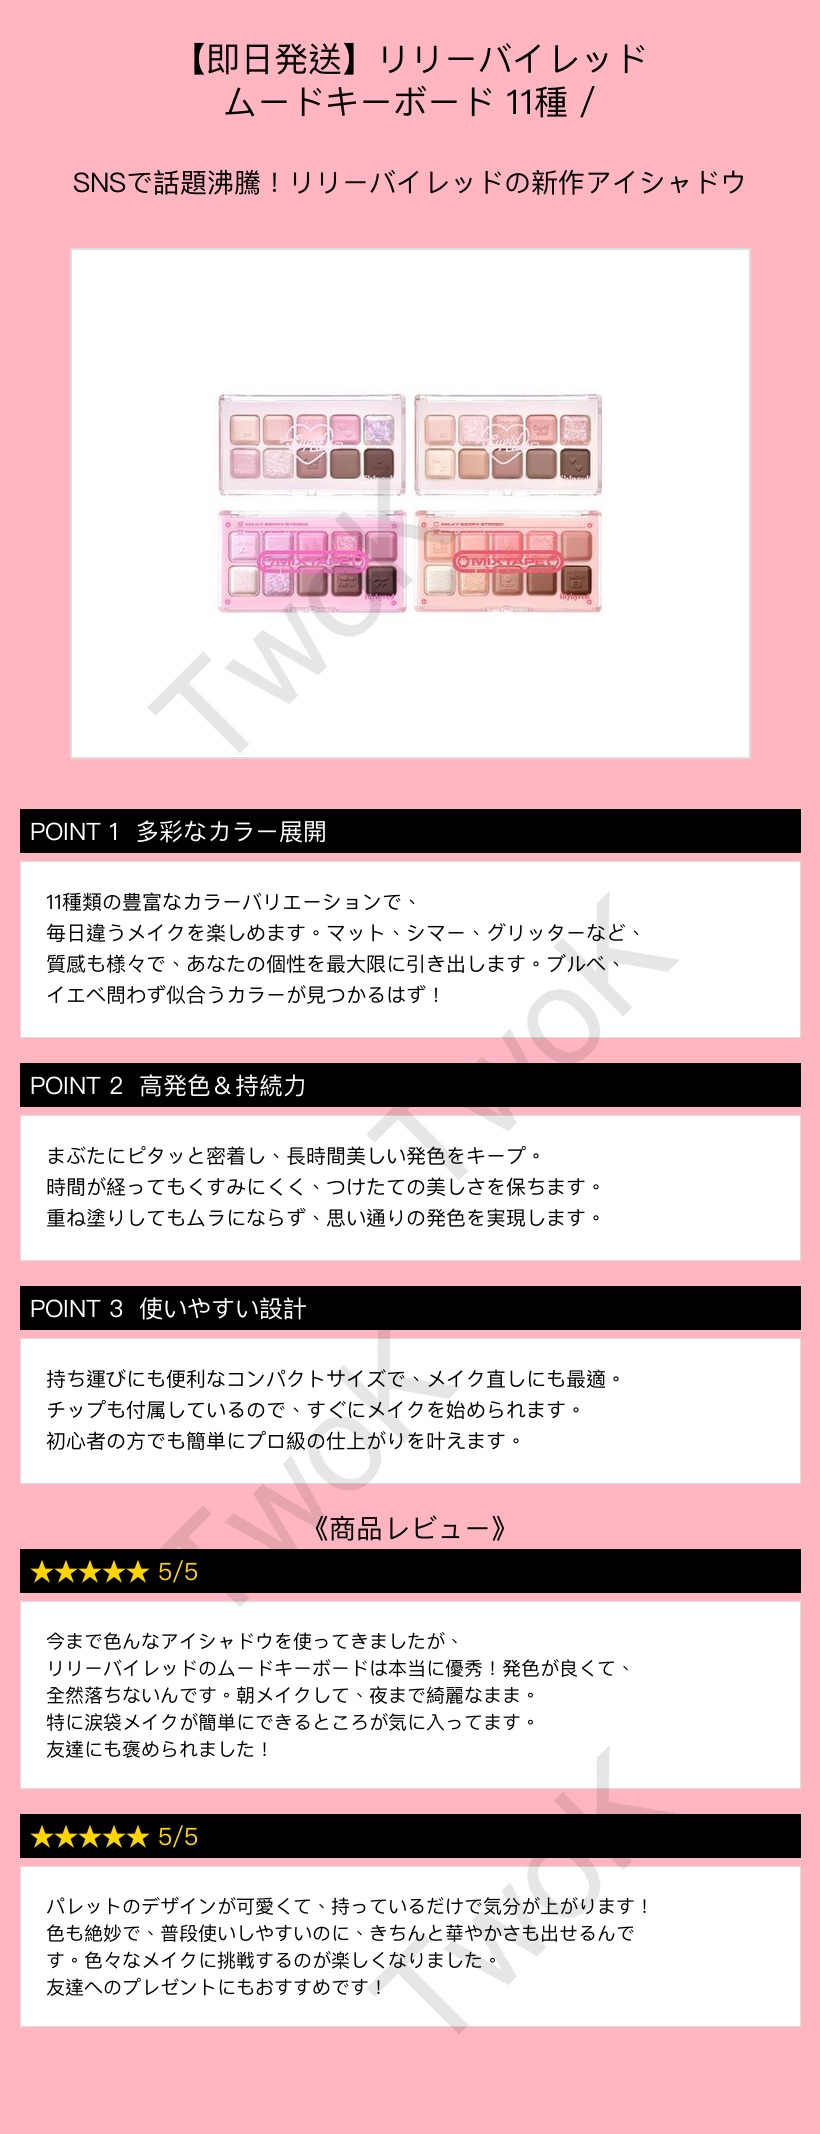 【即日発送】リリーバイレッド
ムードキーボード 11種 /
SNSで話題沸騰！リリーバイレッドの新作アイシャドウ
Cupid
Cupid
MILKY BERRY STEREO
MILKY BERRY STEREO
MIXTAPE
MIXTAPE
lilybyred
lilybyred
TwoK
POINT 1 多彩なカラー展開
11種類の豊富なカラーバリエーションで、
毎日違うメイクを楽しめます。マット、シマー、グリッターなど、
質感も様々で、あなたの個性を最大限に引き出します。ブルベ、
イエベ問わず似合うカラーが見つかるはず！
TwoK
POINT 2 高発色＆持続力
まぶたにピタッと密着し、長時間美しい発色をキープ。
時間が経ってもくすみにくく、つけたての美しさを保ちます。
重ね塗りしてもムラにならず、思い通りの発色を実現します。
POINT 3 使いやすい設計
持ち運びにも便利なコンパクトサイズで、メイク直しにも最適。
チップも付属しているので、すぐにメイクを始められます。
初心者の方でも簡単にプロ級の仕上がりを叶えます。
TwoK
《商品レビュー》
★★★★★ 5/5
今まで色んなアイシャドウを使ってきましたが、
リリーバイレッドのムードキーボードは本当に優秀！発色が良くて、
全然落ちないんです。朝メイクして、夜まで綺麗なまま。
特に涙袋メイクが簡単にできるところが気に入ってます。
友達にも褒められました！
★★★★★ 5/5
パレットのデザインが可愛くて、持っているだけで気分が上がります！
色も絶妙で、普段使いしやすいのに、きちんと華やかさも出せるんで
す。色々なメイクに挑戦するのが楽しくなりました。
友達へのプレゼントにもおすすめです！
TwoK